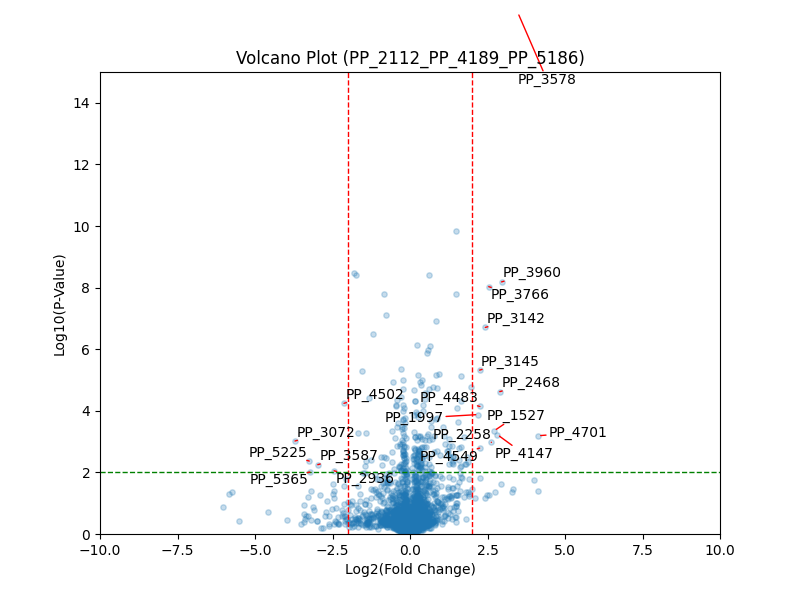 Volcano Plot (PP_2112_PP_4189_PP_5186)
PP_3578
14
12
10
8
6
4
2
0
Log10(P-Value)
PP_3960
PP_3766
PP_3142
PP_3145
PP_2468
PP_4502
PP_4483
PP_1997
PP_1527
PP_3072
PP_2258
PP_4701
PP_5225
PP_3587
PP_4549
PP_4147
PP_5365
PP_2936
−10.0
−7.5
−5.0
−2.5
0.0
2.5
5.0
7.5
10.0
Log2(Fold Change)